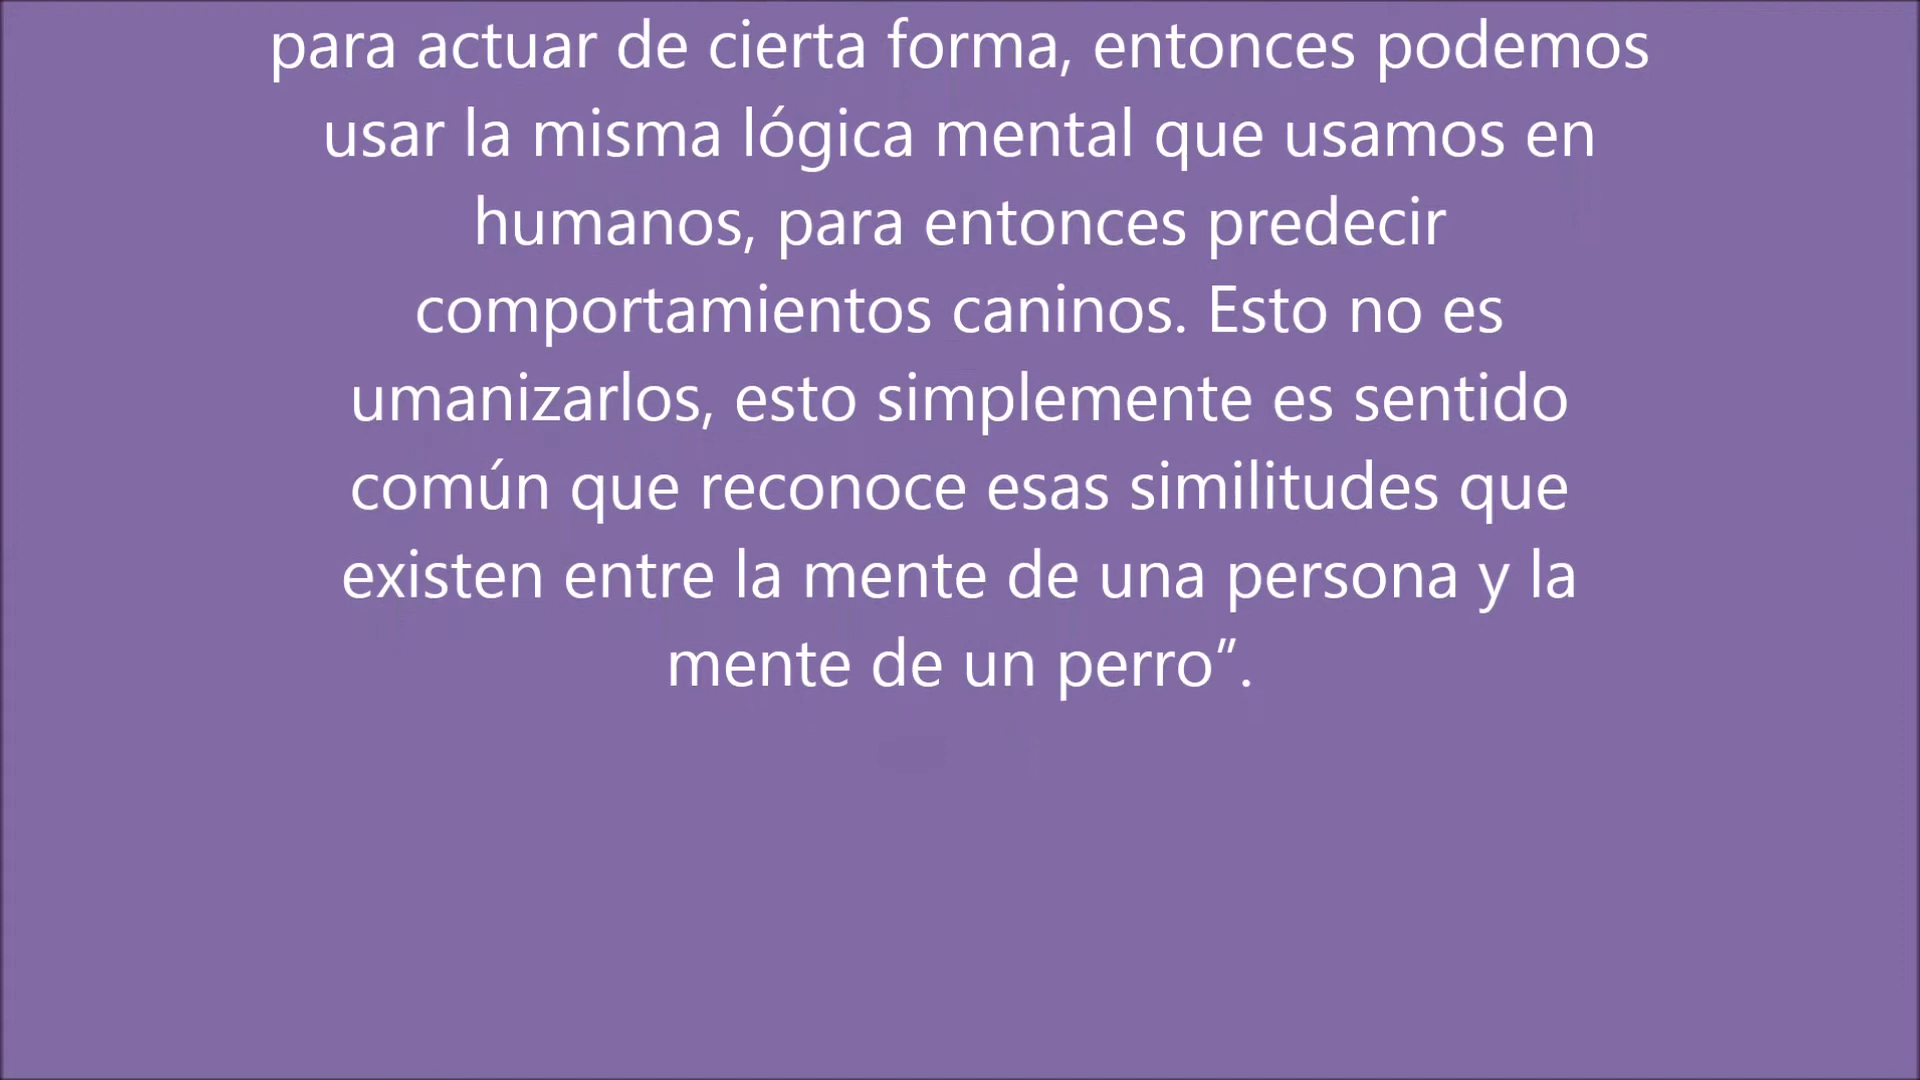 para actuar de cierta forma, entonces podemos
usar la misma lógica mental que usamos en
humanos, para entonces predecir
comportamientos caninos. Esto no es
umanizarlos, esto simplemente es sentido
común que reconoce esas similitudes que
existen entre la mente de una persona y la
mente de un perro”.